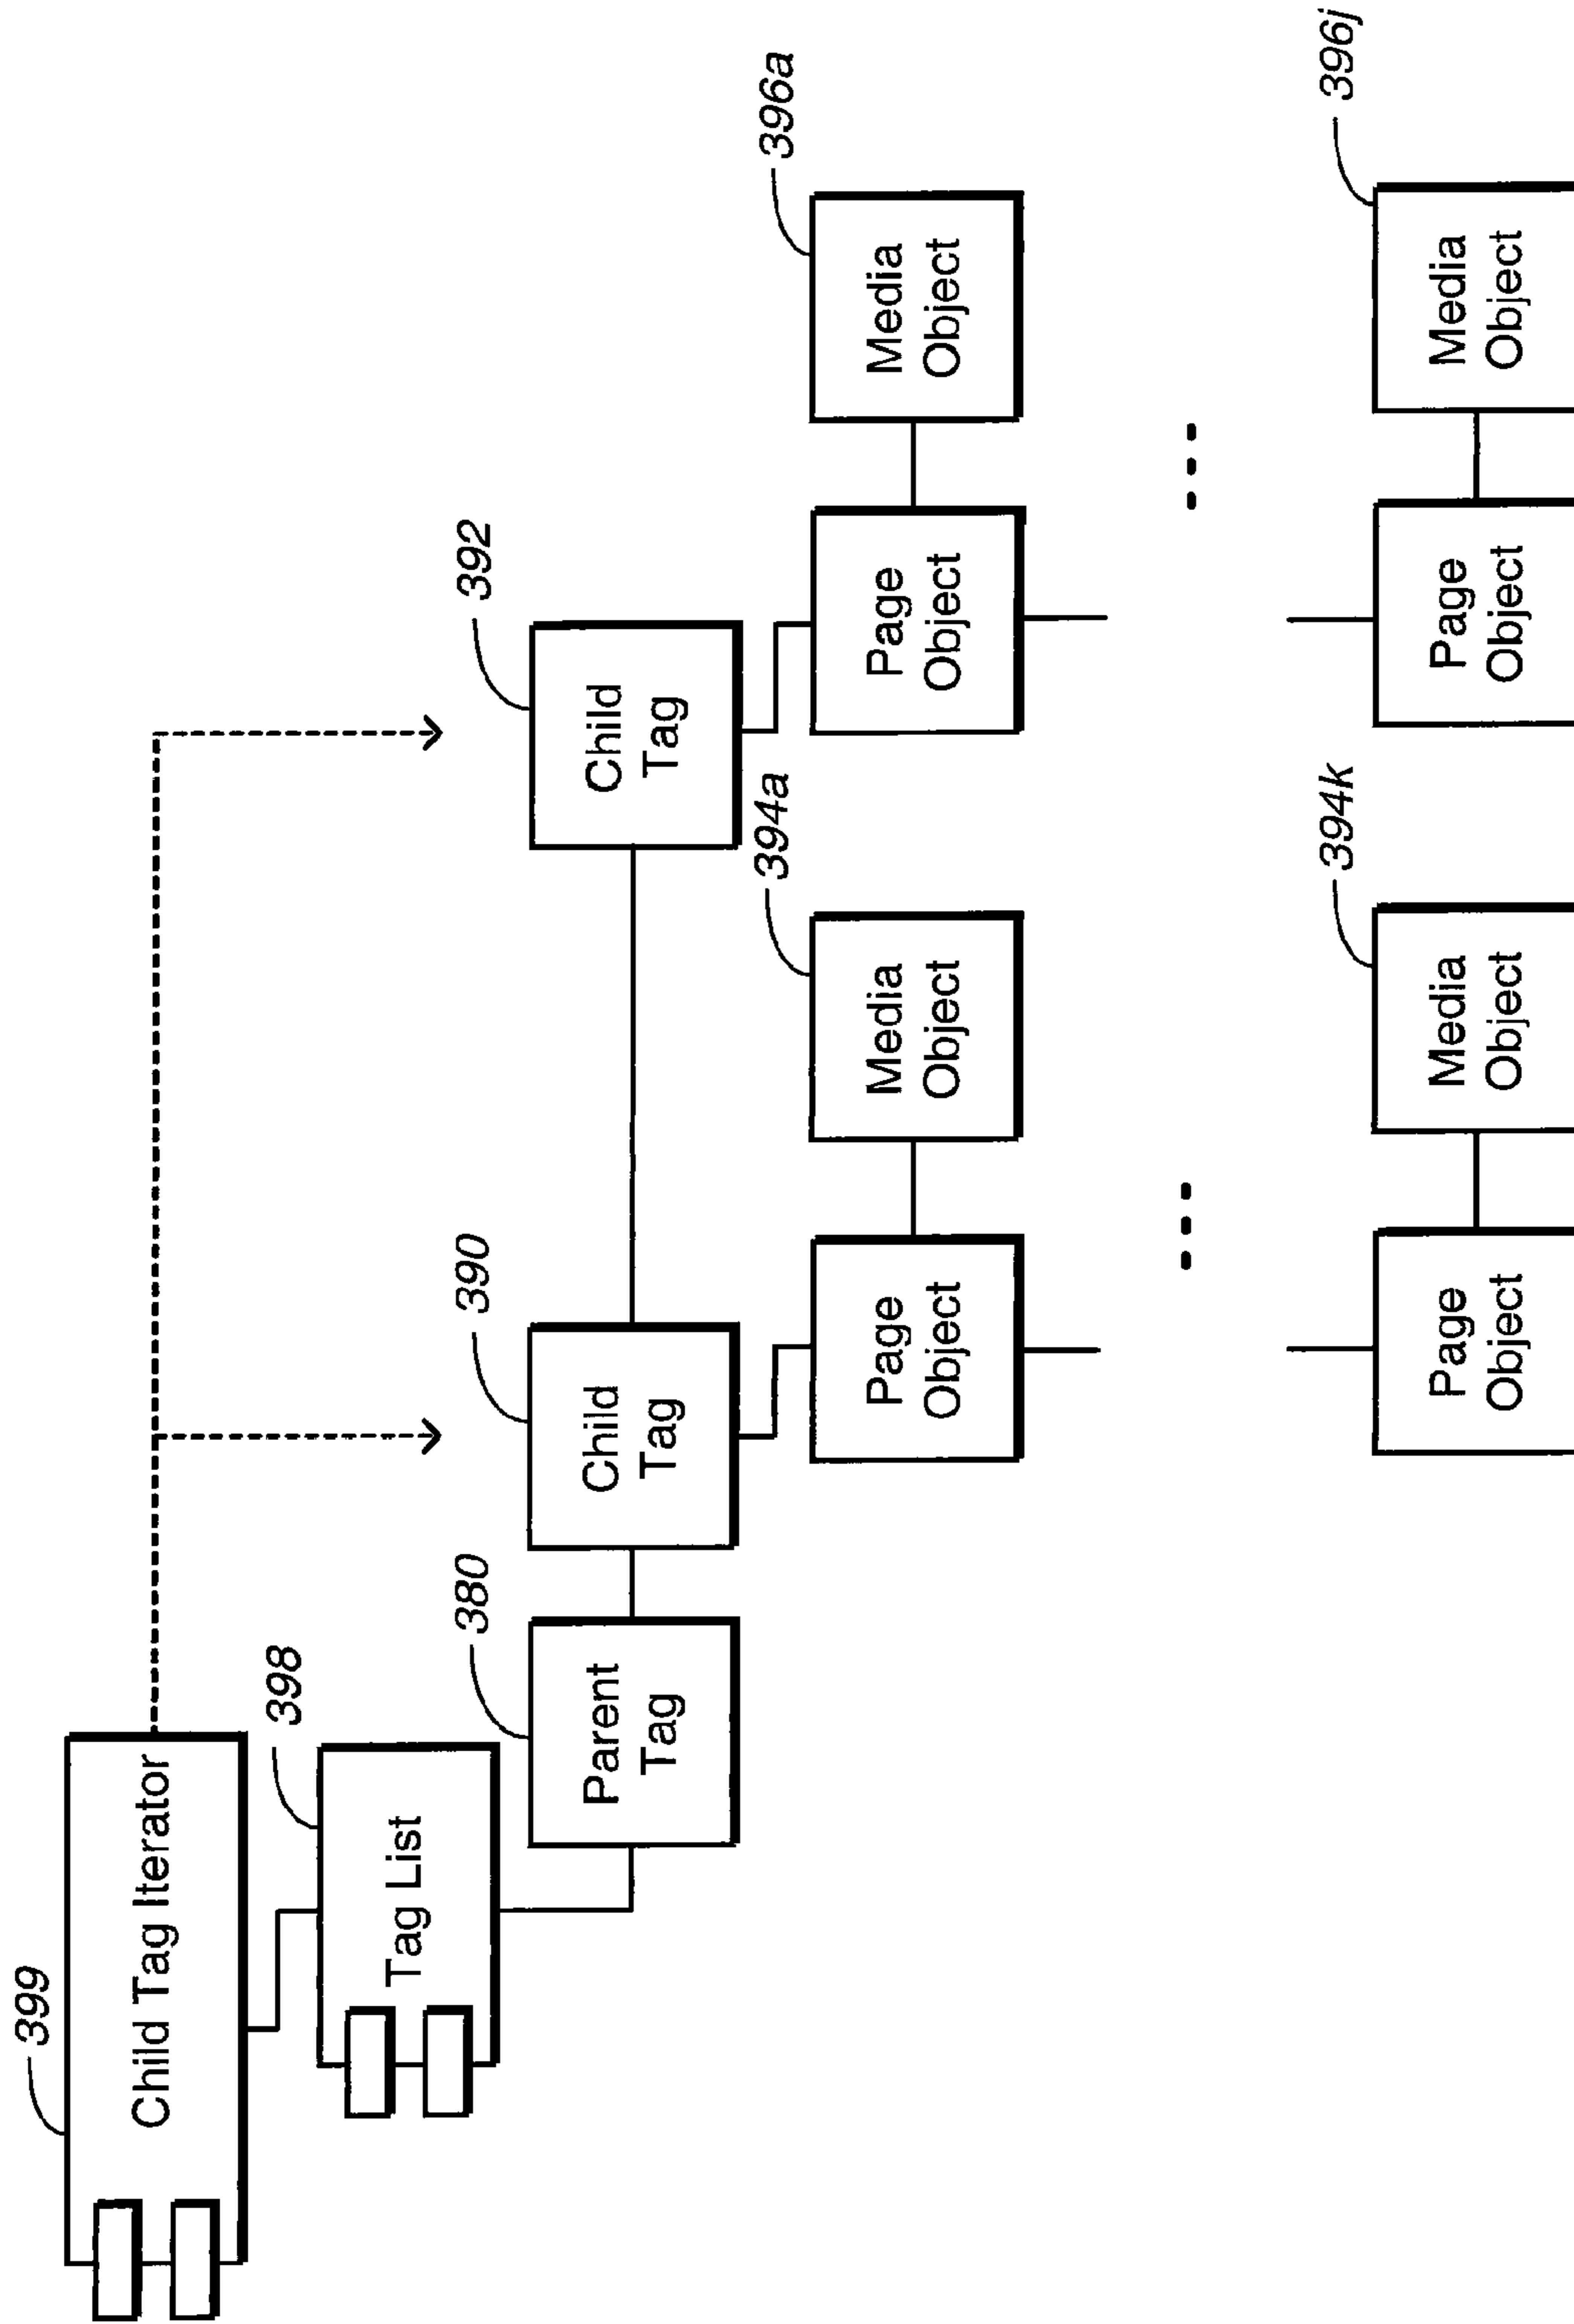 399
Child Tag Iterator
398
Tag List
380
Parent
Tag
390
Child
Tag
392
Child
Tag
394a
Page
Object
Media
Object
396a
Page
Object
Media
Object
394k
Page
Object
Media
Object
396j
Page
Object
Media
Object